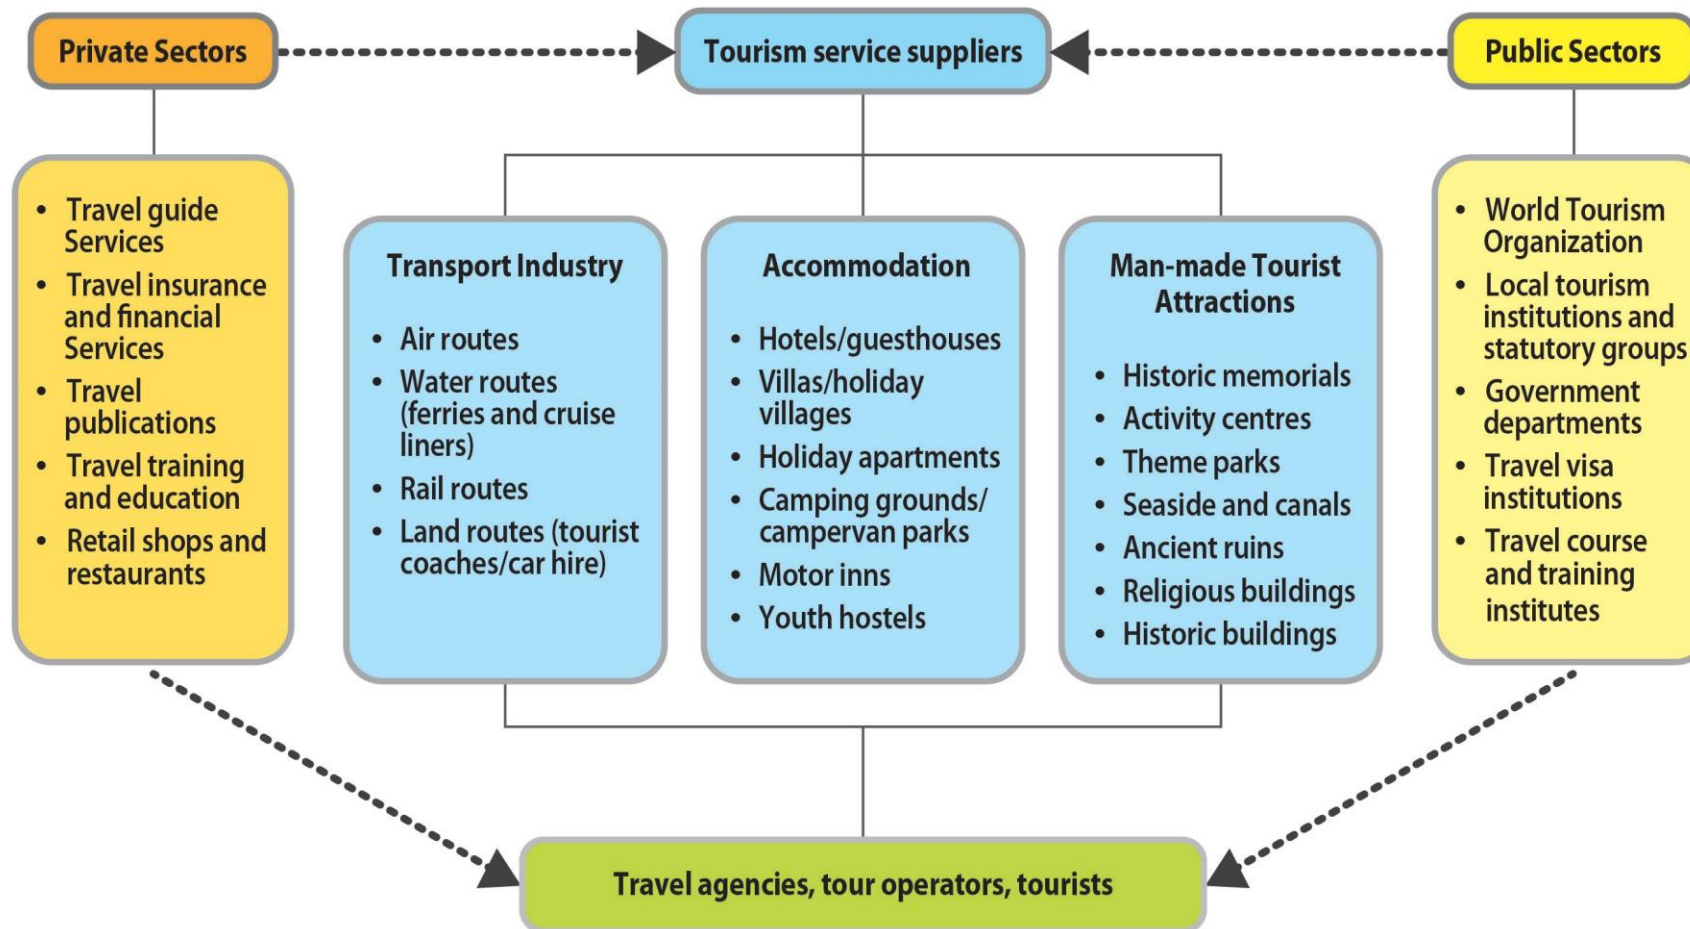 Private Sectors
Tourism service suppliers
Public Sectors
• Travel guide
Services
• Travel insurance
and financial
Services
• Travel
publications
• Travel training
and education
• Retail shops and
restaurants
Transport Industry
• Air routes
• Water routes
(ferries and cruise
liners)
• Rail routes
• Land routes (tourist
coaches/car hire)
Accommodation
• Hotels/guesthouses
• Villas/holiday
villages
• Holiday apartments
• Camping grounds/
campervan parks
• Motor inns
• Youth hostels
Man-made Tourist
Attractions
• Historic memorials
• Activity centres
• Theme parks
• Seaside and canals
• Ancient ruins
• Religious buildings
• Historic buildings
• World Tourism
Organization
• Local tourism
institutions and
statutory groups
• Government
departments
• Travel visa
institutions
• Travel course
and training
institutes
Travel agencies, tour operators, tourists